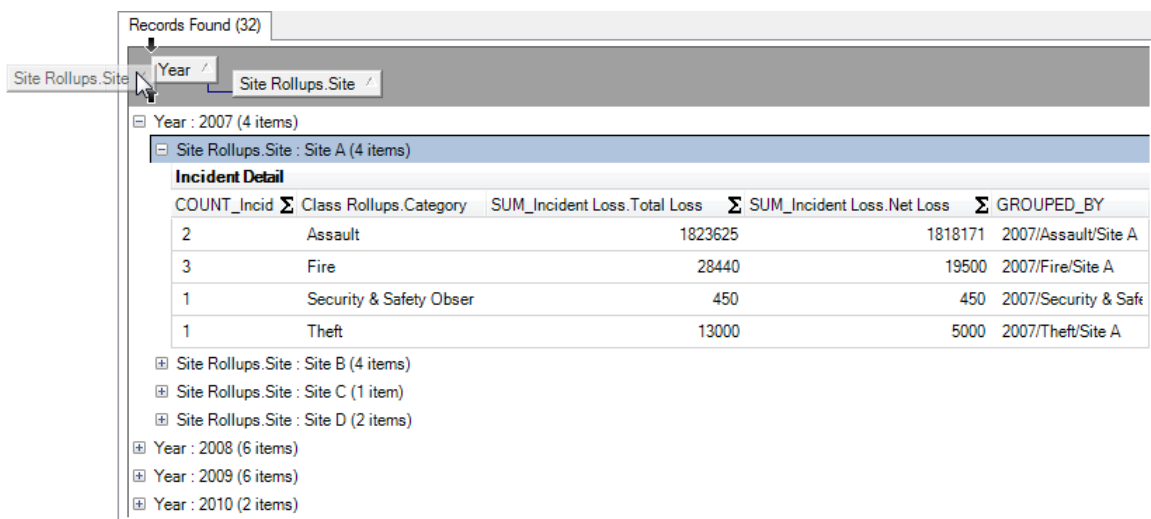 Records Found (32)
Site Rollups.Site Year
Site Rollups.Site
Year : 2007 (4 items)
Site Rollups.Site : Site A (4 items)
Incident Detail
COUNT_Incid Σ Class Rollups.Category SUM_Incident Loss.Total Loss Σ SUM_Incident Loss.Net Loss Σ GROUPED_BY
2 Assault 1823625 1818171 2007/Assault/Site A
3 Fire 28440 19500 2007/Fire/Site A
1 Security & Safety Obser 450 450 2007/Security & Safe
1 Theft 13000 5000 2007/Theft/Site A
Site Rollups.Site : Site B (4 items)
Site Rollups.Site : Site C (1 item)
Site Rollups.Site : Site D (2 items)
Year : 2008 (6 items)
Year : 2009 (6 items)
Year : 2010 (2 items)